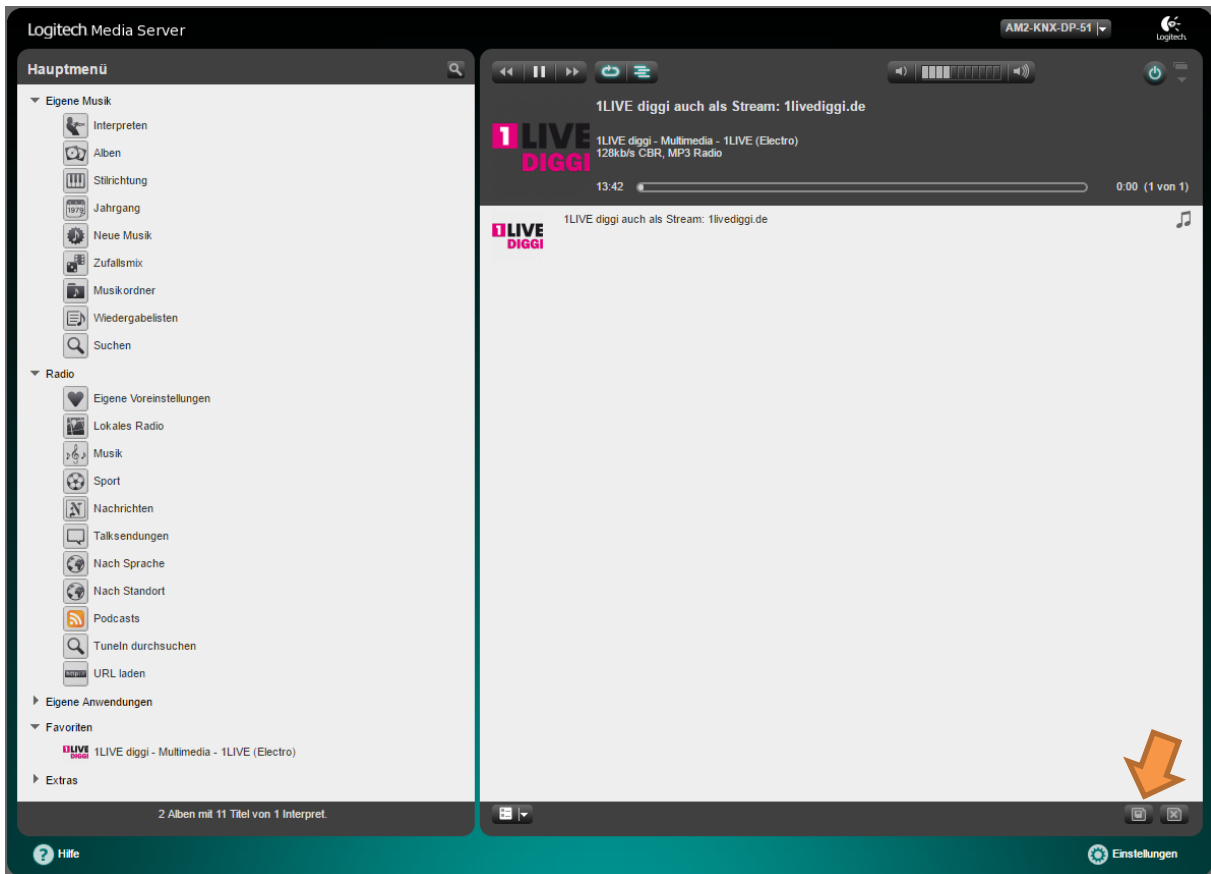 Logitech Media Server
AM2-KNX-DP-51
Logitech
Hauptmenü
Eigene Musik
Interpreten
Alben
Stilrichtung
1979
Jahrgang
Neue Musik
Zufallsmix
Musikordner
Wiedergabelisten
Suchen
Radio
Eigene Voreinstellungen
Lokales Radio
Musik
Sport
N
Nachrichten
Talksendungen
Nach Sprache
Nach Standort
Podcasts
TuneIn durchsuchen
URL laden
Eigene Anwendungen
Favoriten
1LIVE DIGGI
1LIVE diggi - Multimedia - 1LIVE (Electro)
Extras
2 Alben mit 11 Titel von 1 Interpret.
1LIVE diggi auch als Stream: 1livediggi.de
1 LIVE
DIGGI
1LIVE diggi - Multimedia - 1LIVE (Electro)
128kb/s CBR, MP3 Radio
13:42
0:00 (1 von 1)
1LIVE
DIGGI
1LIVE diggi auch als Stream: 1livediggi.de
? Hilfe
Einstellungen